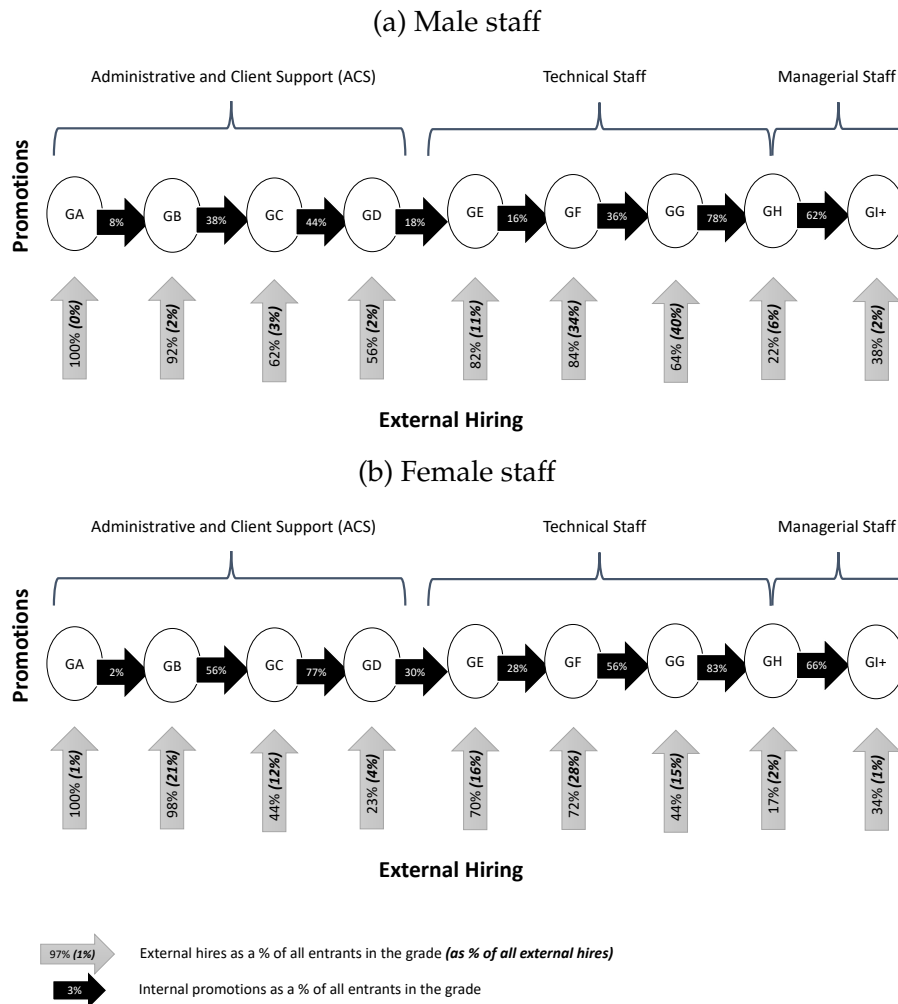 (a) Male staff
Administrative and Client Support (ACS) Technical Staff Managerial Staff
Promotions
GA 8% GB 38% GC 44% GD 18% GE 16% GF 36% GG 78% GH 62% GI+
100% (0%) 92% (2%) 62% (3%) 56% (2%) 82% (11%) 84% (34%) 64% (40%) 22% (6%) 38% (2%)
External Hiring
(b) Female staff
Administrative and Client Support (ACS) Technical Staff Managerial Staff
Promotions
GA 2% GB 56% GC 77% GD 30% GE 28% GF 56% GG 83% GH 66% GI+
100% (1%) 98% (21%) 44% (12%) 23% (4%) 70% (16%) 72% (28%) 44% (15%) 17% (2%) 34% (1%)
External Hiring
97% (1%) External hires as a % of all entrants in the grade (as % of all external hires)
3% Internal promotions as a % of all entrants in the grade